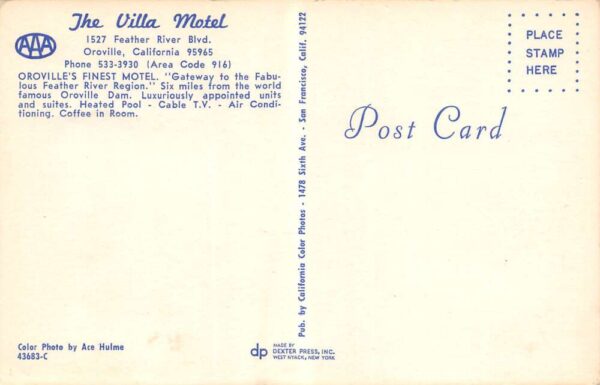 The Villa Motel
AAA
1527 Feather River Blvd.
Oroville, California 95965
Phone 533-3930 (Area Code 916)
OROVILLE'S FINEST MOTEL. "Gateway to the Fabu-
lous Feather River Region." Six miles from the world
famous Oroville Dam. Luxuriously appointed units
and suites. Heated Pool - Cable T.V. - Air Condi-
tioning. Coffee in Room.
Color Photo by Ace Hulme
43683-C
Pub. by California Color Photos - 1478 Sixth Ave. - San Francisco, Calif. 94122
dp
MADE BY
DEXTER PRESS, INC.
WEST NYACK, NEW YORK
PLACE
STAMP
HERE
Post Card